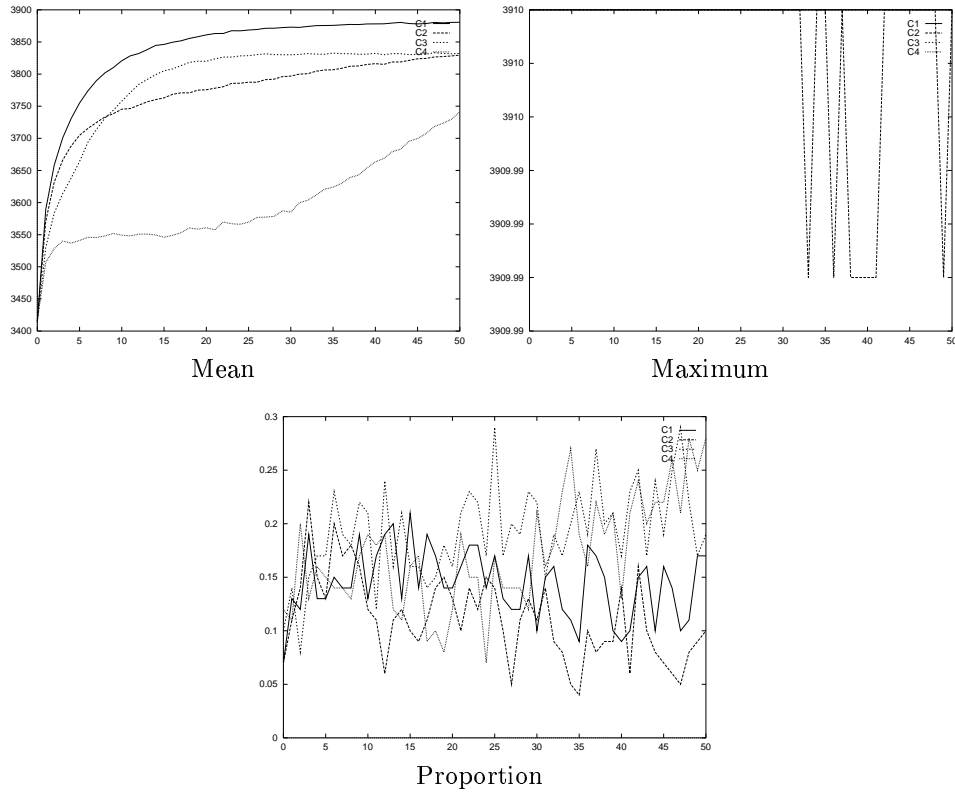 3900
3850
3800
3750
3700
3650
3600
3550
3500
3450
3400
0 5 10 15 20 25 30 35 40 45 50
C1
C2
C3
C4
Mean
3910
3910
3910
3909.99
3909.99
3909.99
3909.99
0 5 10 15 20 25 30 35 40 45 50
C1
C2
C3
C4
Maximum
0.3
0.25
0.2
0.15
0.1
0.05
0
0 5 10 15 20 25 30 35 40 45 50
C1
C2
C3
C4
Proportion